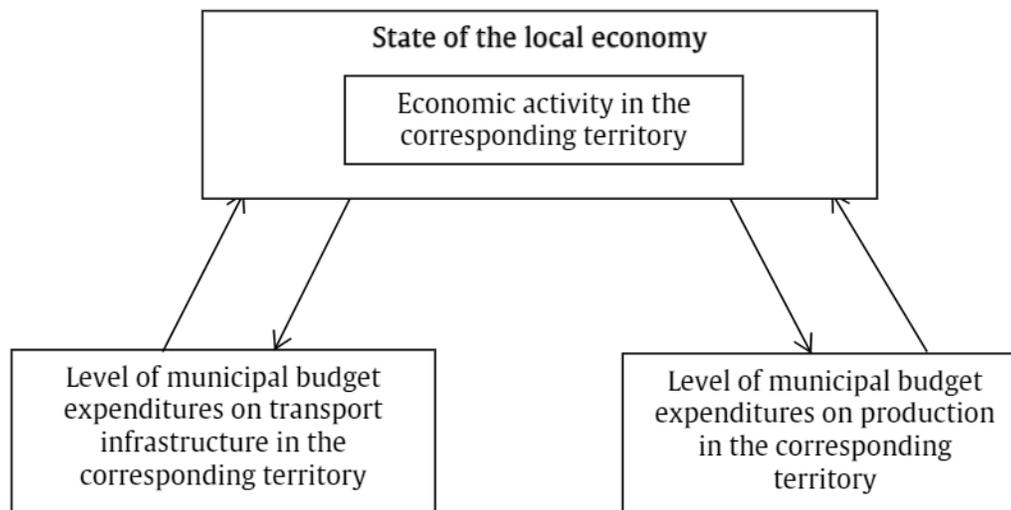 State of the local economy
Economic activity in the
corresponding territory
Level of municipal budget
expenditures on transport
infrastructure in the
corresponding territory
Level of municipal budget
expenditures on production
in the corresponding
territory